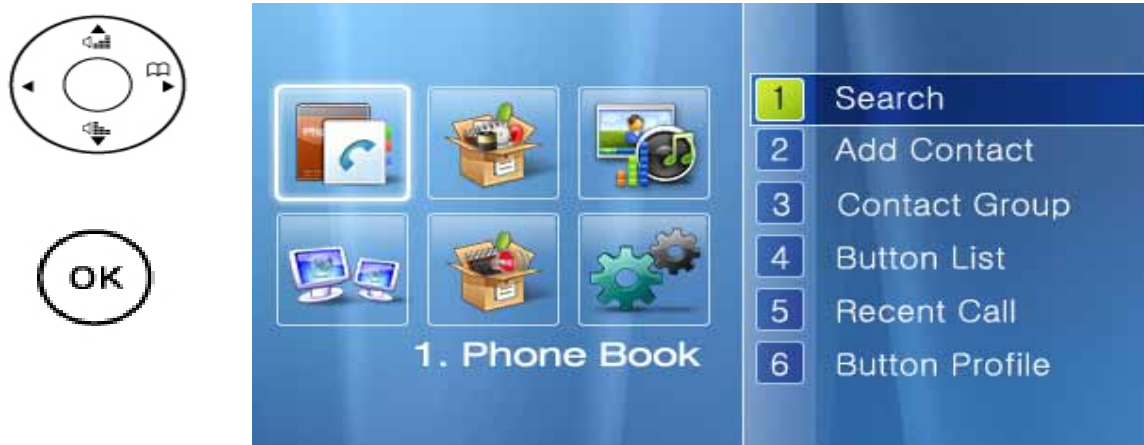 OK
1. Phone Book
1 Search
2 Add Contact
3 Contact Group
4 Button List
5 Recent Call
6 Button Profile